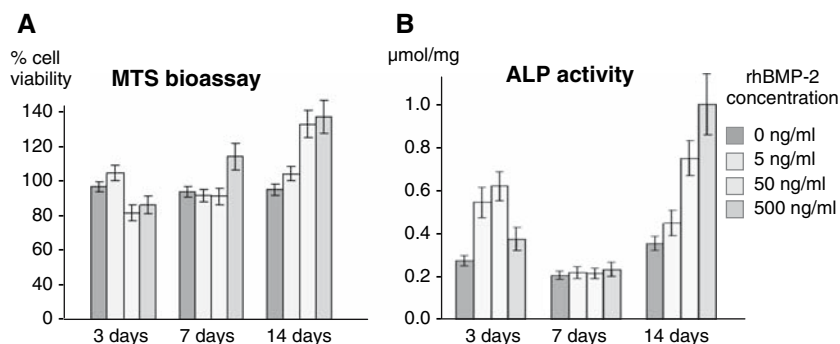 A
% cell
viability
MTS bioassay
140
120
100
80
60
40
20
0
3 days
7 days
14 days
B
µmol/mg
ALP activity
1.0
0.8
0.6
0.4
0.2
0.0
3 days
7 days
14 days
rhBMP-2
concentration
0 ng/ml
5 ng/ml
50 ng/ml
500 ng/ml